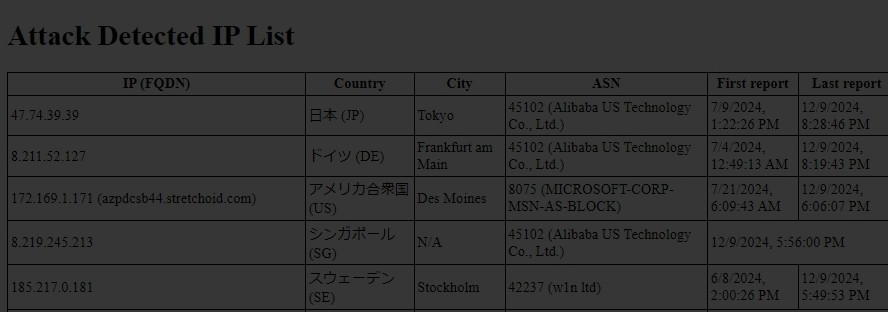 Attack Detected IP List
IP (FQDN) Country City ASN First report Last report
47.74.39.39 日本 (JP) Tokyo 45102 (Alibaba US Technology Co., Ltd.) 7/9/2024, 1:22:26 PM 12/9/2024, 8:28:46 PM
8.211.52.127 ドイツ (DE) Frankfurt am Main 45102 (Alibaba US Technology Co., Ltd.) 7/4/2024, 12:49:13 AM 12/9/2024, 8:19:43 PM
172.169.1.171 (azpdcsb44.stretchoid.com) アメリカ合衆国 (US) Des Moines 8075 (MICROSOFT-CORP-MSN-AS-BLOCK) 7/21/2024, 6:09:43 AM 12/9/2024, 6:06:07 PM
8.219.245.213 シンガポール (SG) N/A 45102 (Alibaba US Technology Co., Ltd.) 12/9/2024, 5:56:00 PM
185.217.0.181 スウェーデン (SE) Stockholm 42237 (w1n ltd) 6/8/2024, 2:00:26 PM 12/9/2024, 5:49:53 PM